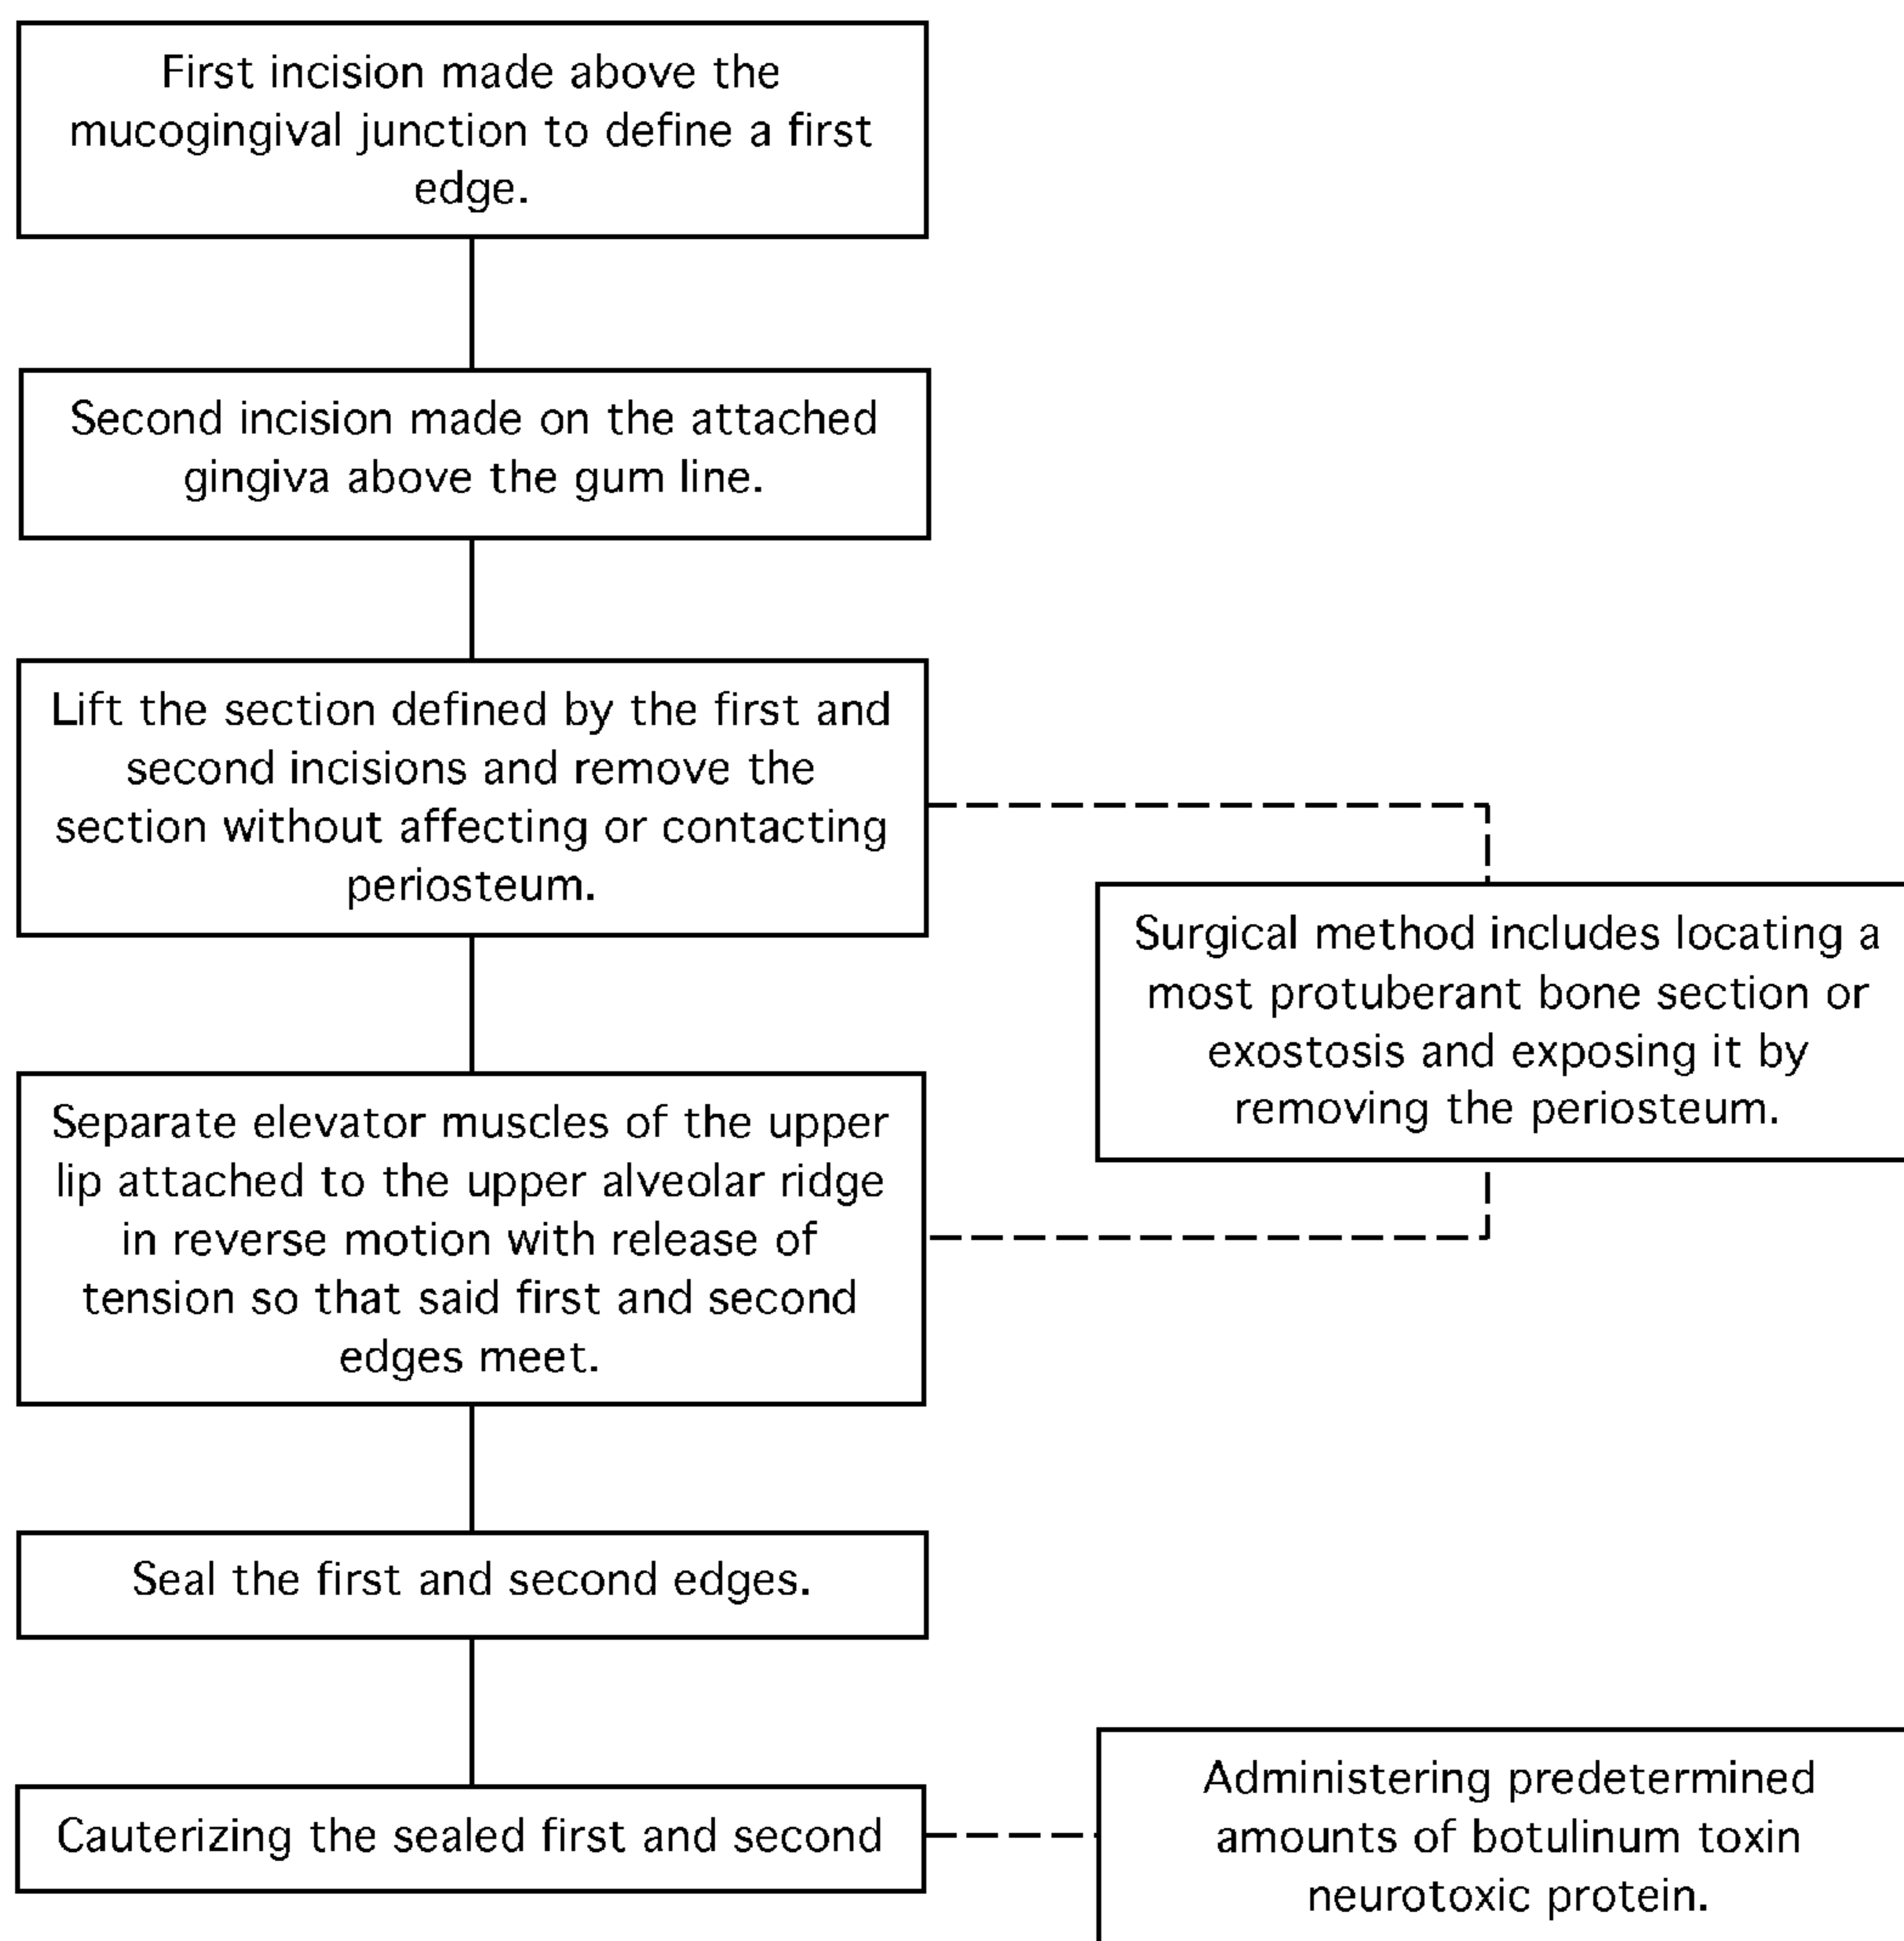 First incision made above the
mucogingival junction to define a first
edge.
Second incision made on the attached
gingiva above the gum line.
Lift the section defined by the first and
second incisions and remove the
section without affecting or contacting
periosteum.
Surgical method includes locating a
most protuberant bone section or
exostosis and exposing it by
removing the periosteum.
Separate elevator muscles of the upper
lip attached to the upper alveolar ridge
in reverse motion with release of
tension so that said first and second
edges meet.
Seal the first and second edges.
Cauterizing the sealed first and second
Administering predetermined
amounts of botulinum toxin
neurotoxic protein.